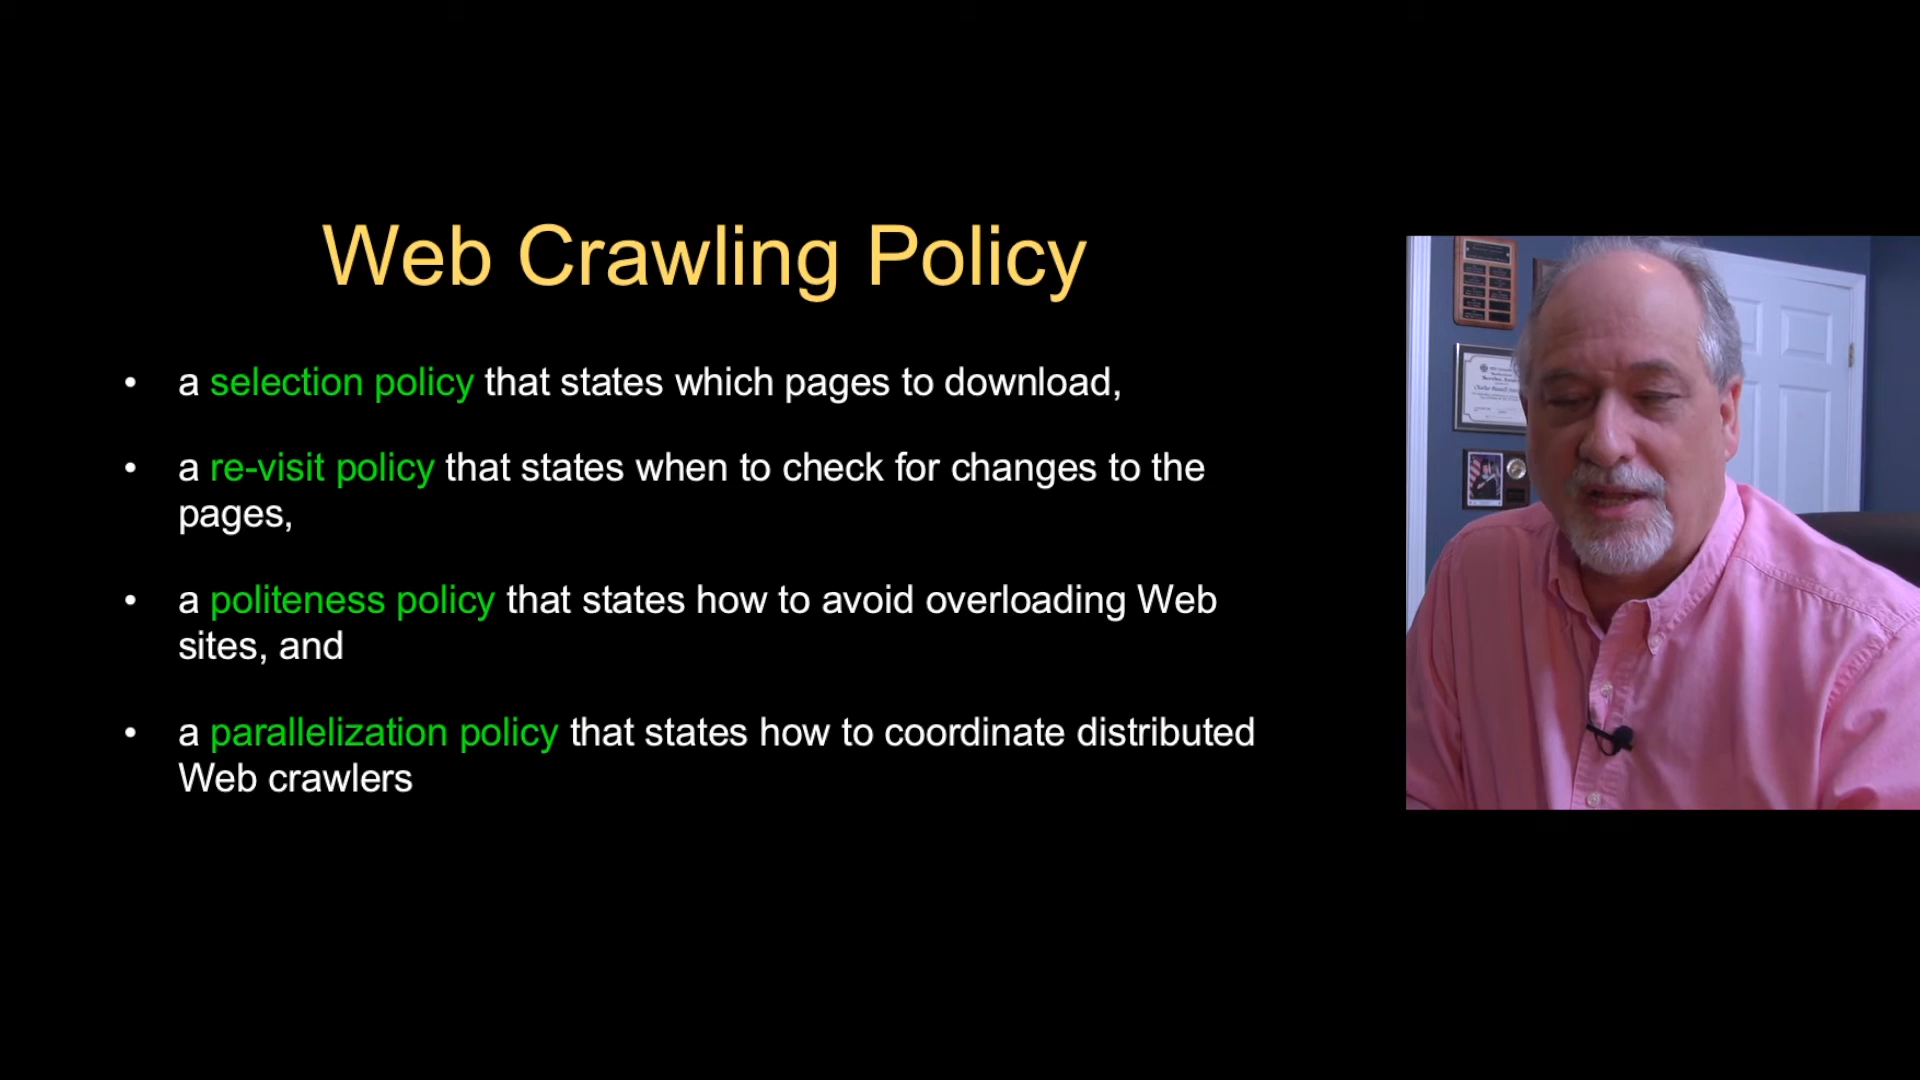 Web Crawling Policy
• a selection policy that states which pages to download,
• a re-visit policy that states when to check for changes to the
pages,
• a politeness policy that states how to avoid overloading Web
sites, and
• a parallelization policy that states how to coordinate distributed
Web crawlers